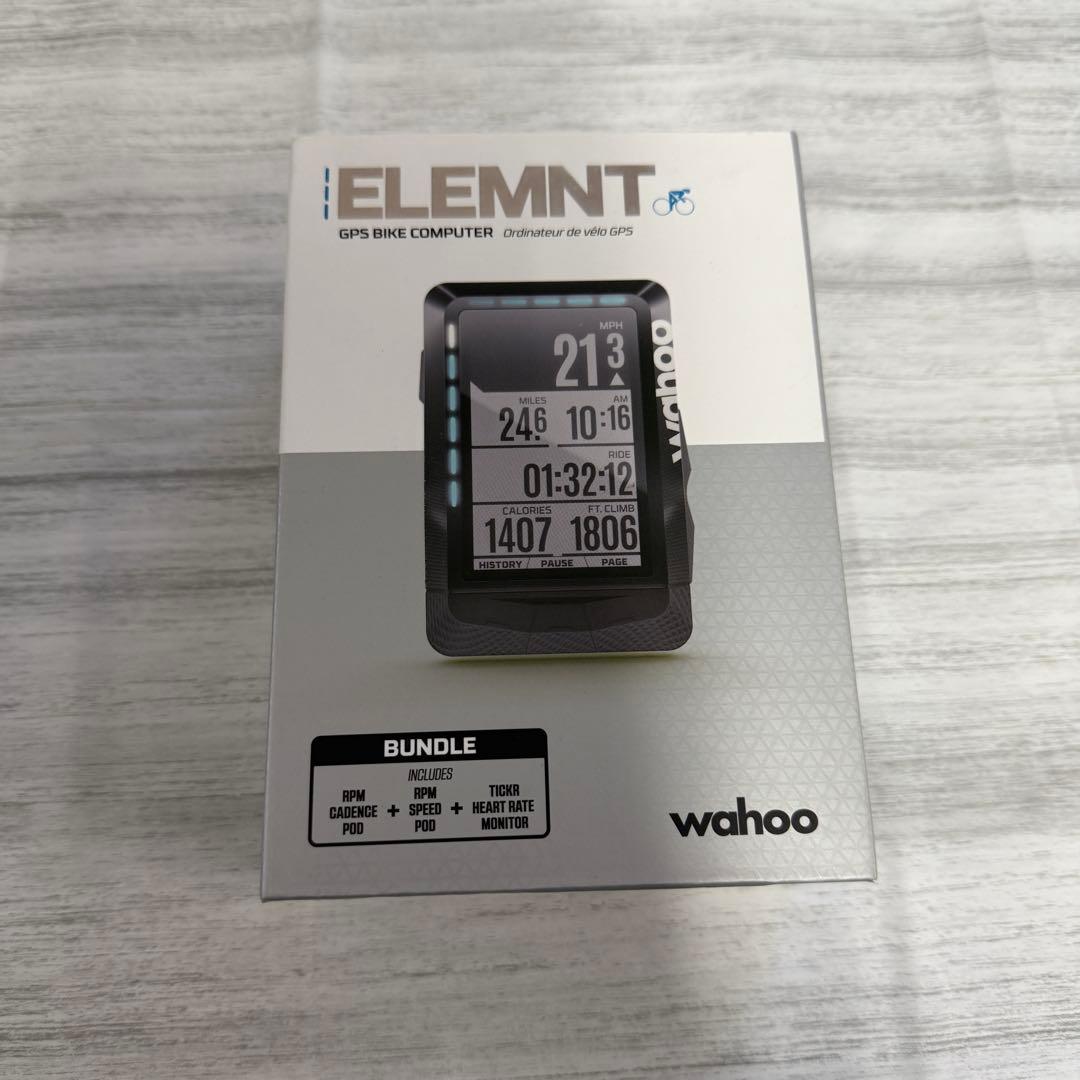 ELEMNT
GPS BIKE COMPUTER Ordinateur de vélo GPS
wahoo
MPH
21.3
MILES
24.6
AM
10:16
RIDE
01:32:12
CALORIES
1407
FT. CLIMB
1806
HISTORY PAUSE PAGE
BUNDLE
INCLUDES
RPM CADENCE POD + RPM SPEED POD + TICKR HEART RATE MONITOR
wahoo